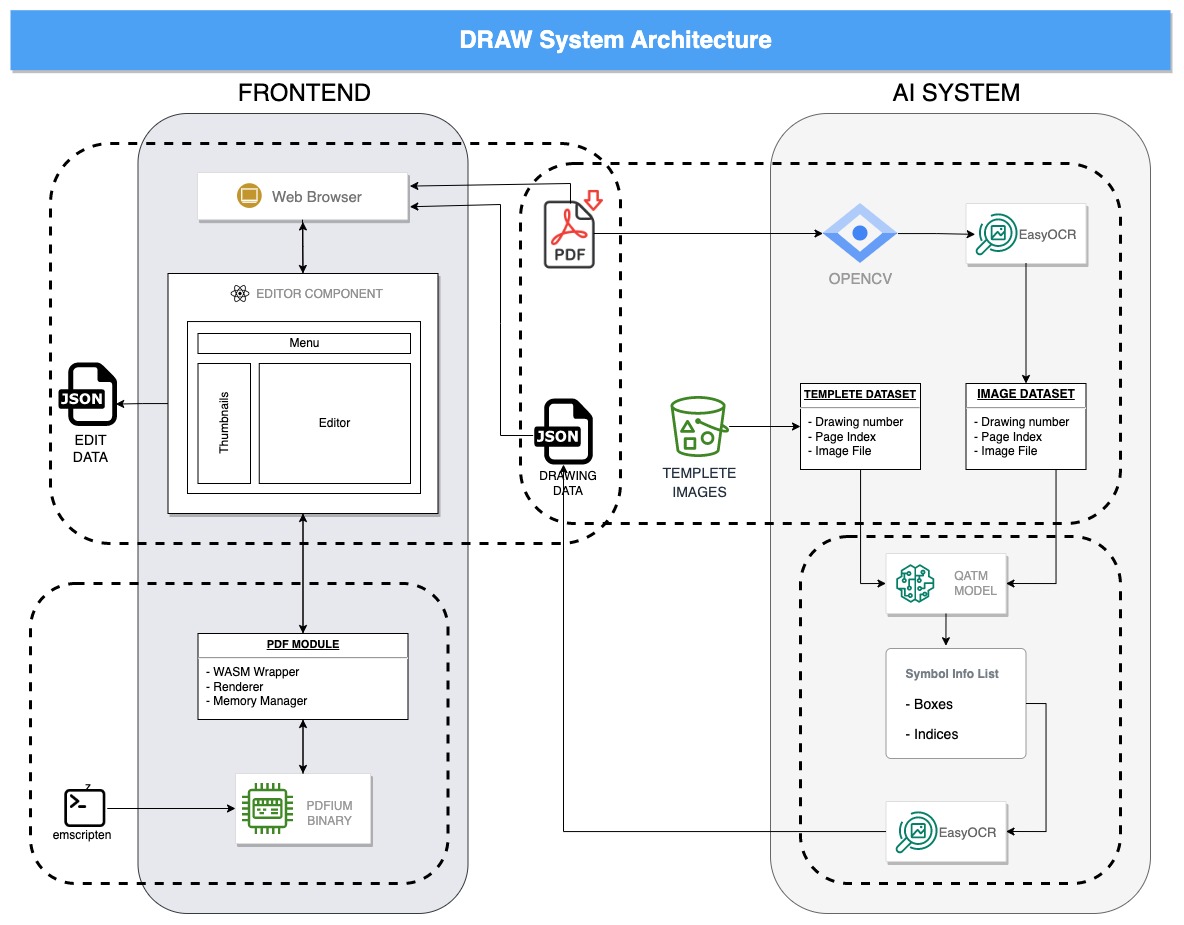 DRAW System Architecture
FRONTEND
AI SYSTEM
Web Browser
EDITOR COMPONENT
Menu
Thumbnails
Editor
JSON
EDIT
DATA
PDF
OPENCV
EasyOCR
JSON
DRAWING
DATA
TEMPLETE
IMAGES
TEMPLETE DATASET
- Drawing number
- Page Index
- Image File
IMAGE DATASET
- Drawing number
- Page Index
- Image File
QATM
MODEL
Symbol Info List
- Boxes
- Indices
EasyOCR
PDF MODULE
- WASM Wrapper
- Renderer
- Memory Manager
PDFIUM
BINARY
z
emscripten